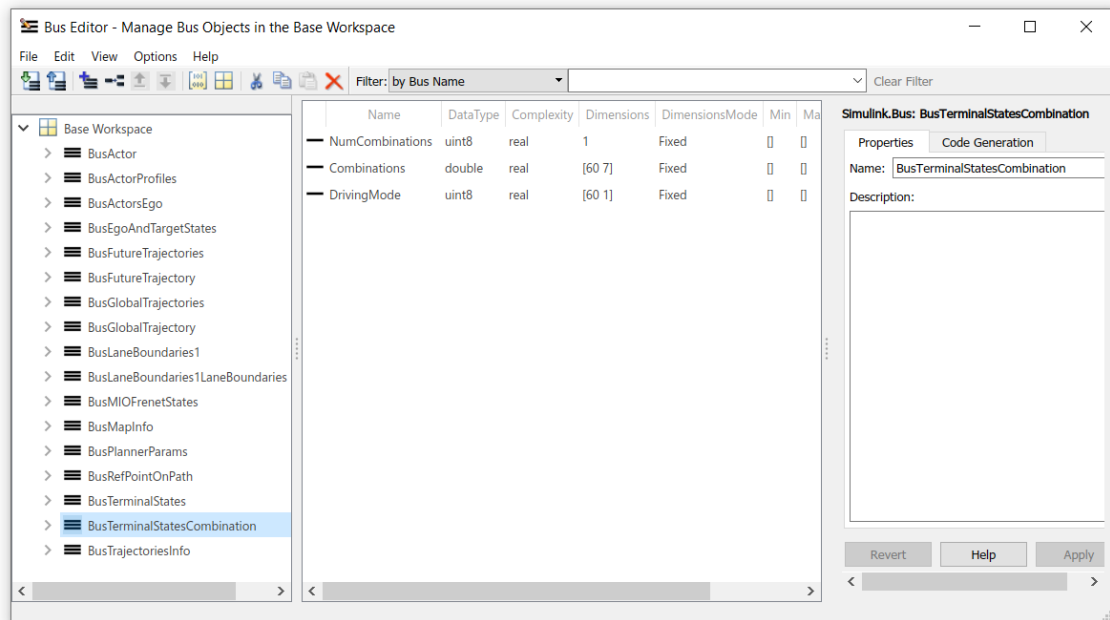 Bus Editor - Manage Bus Objects in the Base Workspace
File Edit View Options Help
Filter: by Bus Name Clear Filter
Base Workspace
BusActor
BusActorProfiles
BusActorsEgo
BusEgoAndTargetStates
BusFutureTrajectories
BusFutureTrajectory
BusGlobalTrajectories
BusGlobalTrajectory
BusLaneBoundaries1
BusLaneBoundaries1LaneBoundaries
BusMIOFrenetStates
BusMapInfo
BusPlannerParams
BusRefPointOnPath
BusTerminalStates
BusTerminalStatesCombination
BusTrajectoriesInfo
Name DataType Complexity Dimensions DimensionsMode Min Ma
NumCombinations uint8 real 1 Fixed [] []
Combinations double real [60 7] Fixed [] []
DrivingMode uint8 real [60 1] Fixed [] []
Simulink.Bus: BusTerminalStatesCombination
Properties Code Generation
Name: BusTerminalStatesCombination
Description:
Revert Help Apply